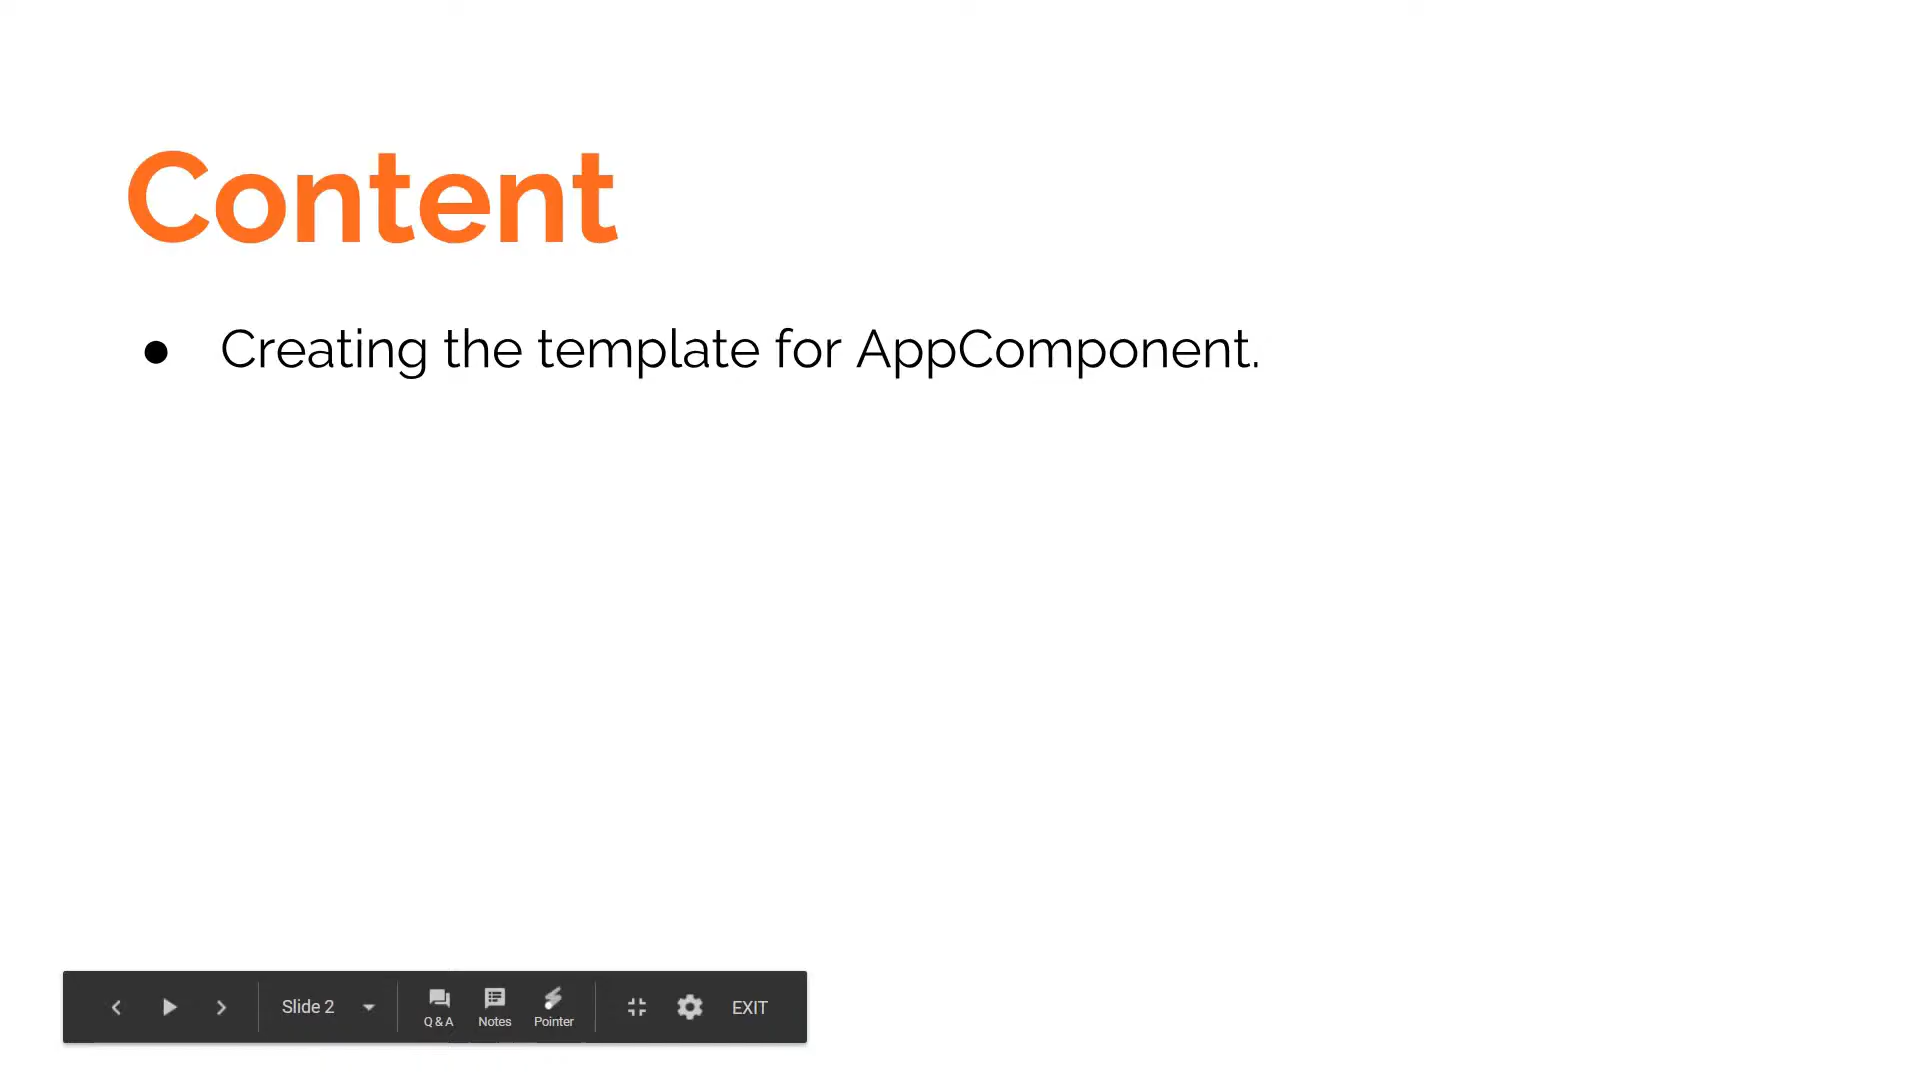 Content
● Creating the template for AppComponent.
Slide 2
Q & A
Notes
Pointer
EXIT